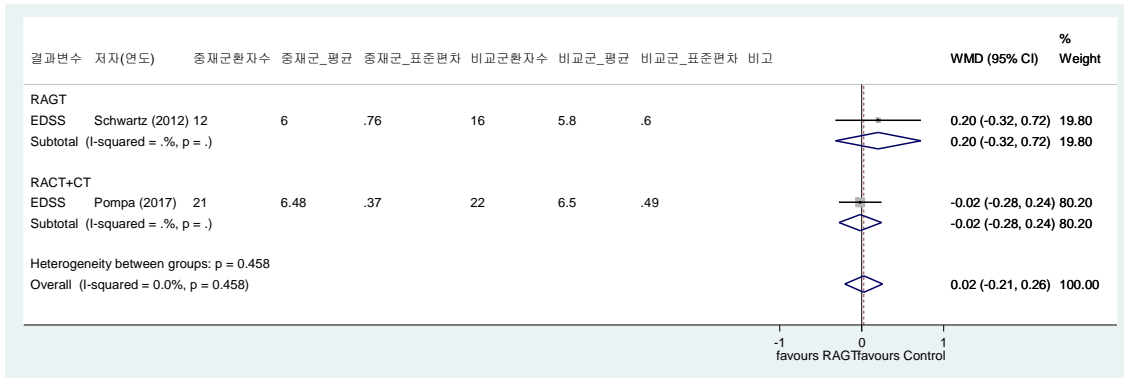 %
결과변수 저자(연도) 중재군환자수 중재군_평균 중재군_표준편차 비교군환자수 비교군_평균 비교군_표준편차 비고 WMD (95% CI) Weight
RAGT
EDSS Schwartz (2012) 12 6 .76 16 5.8 .6 0.20 (-0.32, 0.72) 19.80
Subtotal (I-squared = .%, p = .) 0.20 (-0.32, 0.72) 19.80
RACT+CT
EDSS Pompa (2017) 21 6.48 .37 22 6.5 .49 -0.02 (-0.28, 0.24) 80.20
Subtotal (I-squared = .%, p = .) -0.02 (-0.28, 0.24) 80.20
Heterogeneity between groups: p = 0.458
Overall (I-squared = 0.0%, p = 0.458) 0.02 (-0.21, 0.26) 100.00
-1 0 1
favours RAGT favours Control